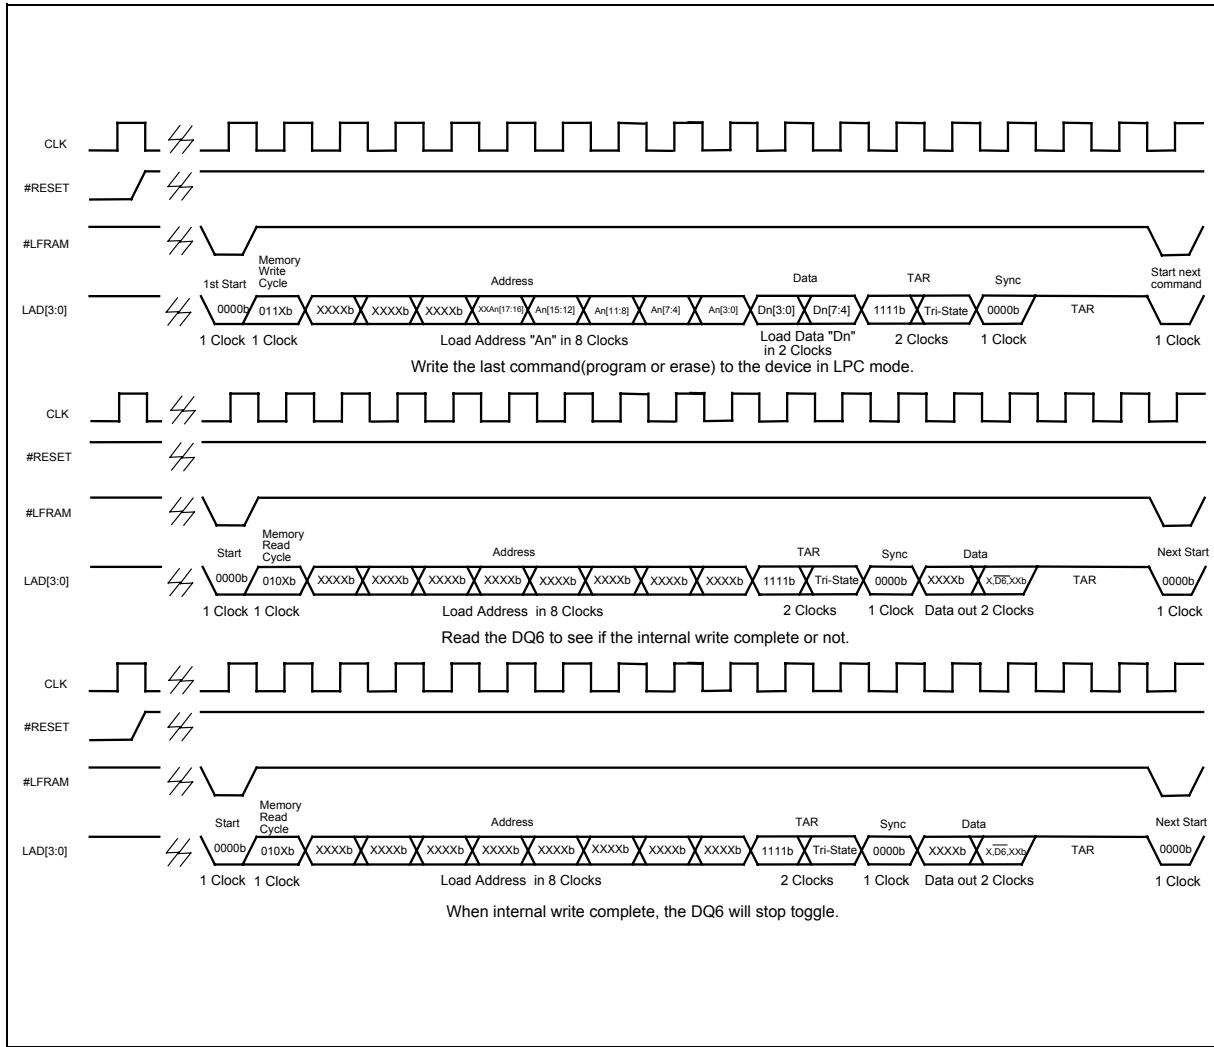 CLK
#RESET
#LFRAM
Memory
Write
Cycle
1st Start
Address
Data
TAR
Sync
Start next
command
LAD[3:0]
0000b 011Xb XXXXb XXXXb XXXXb XXAn[17:16] An[15:12] An[11:8] An[7:4] An[3:0] Dn[3:0] Dn[7:4] 1111b Tri-State 0000b TAR
1 Clock 1 Clock Load Address "An" in 8 Clocks Load Data "Dn"
in 2 Clocks
2 Clocks 1 Clock 1 Clock
Write the last command(program or erase) to the device in LPC mode.
CLK
#RESET
#LFRAM
Memory
Read
Cycle
Start
Address
TAR
Sync
Data
Next Start
LAD[3:0]
0000b 010Xb XXXXb XXXXb XXXXb XXXXb XXXXb XXXXb XXXXb XXXXb 1111b Tri-State 0000b XXXXb X,D6,XXb TAR 0000b
1 Clock 1 Clock Load Address in 8 Clocks 2 Clocks 1 Clock Data out 2 Clocks 1 Clock
Read the DQ6 to see if the internal write complete or not.
CLK
#RESET
#LFRAM
Memory
Read
Cycle
Start
Address
TAR
Sync
Data
Next Start
LAD[3:0]
0000b 010Xb XXXXb XXXXb XXXXb XXXXb XXXXb XXXXb XXXXb XXXXb 1111b Tri-State 0000b XXXXb X,D6,XXb TAR 0000b
1 Clock 1 Clock Load Address in 8 Clocks 2 Clocks 1 Clock Data out 2 Clocks 1 Clock
When internal write complete, the DQ6 will stop toggle.